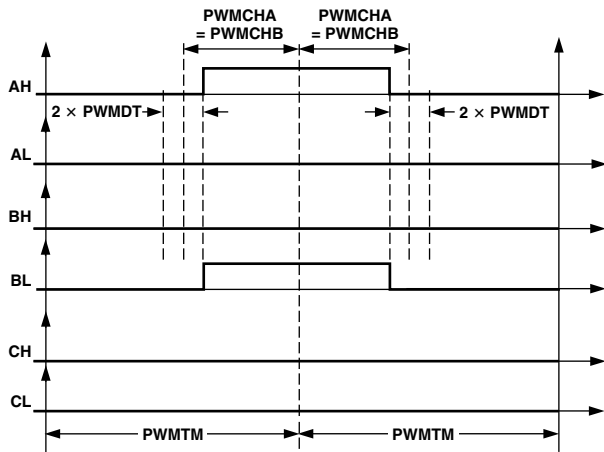 PWMCHA
= PWMCHB
PWMCHA
= PWMCHB
AH
2 × PWMDT
2 × PWMDT
AL
BH
BL
CH
CL
PWMTM
PWMTM